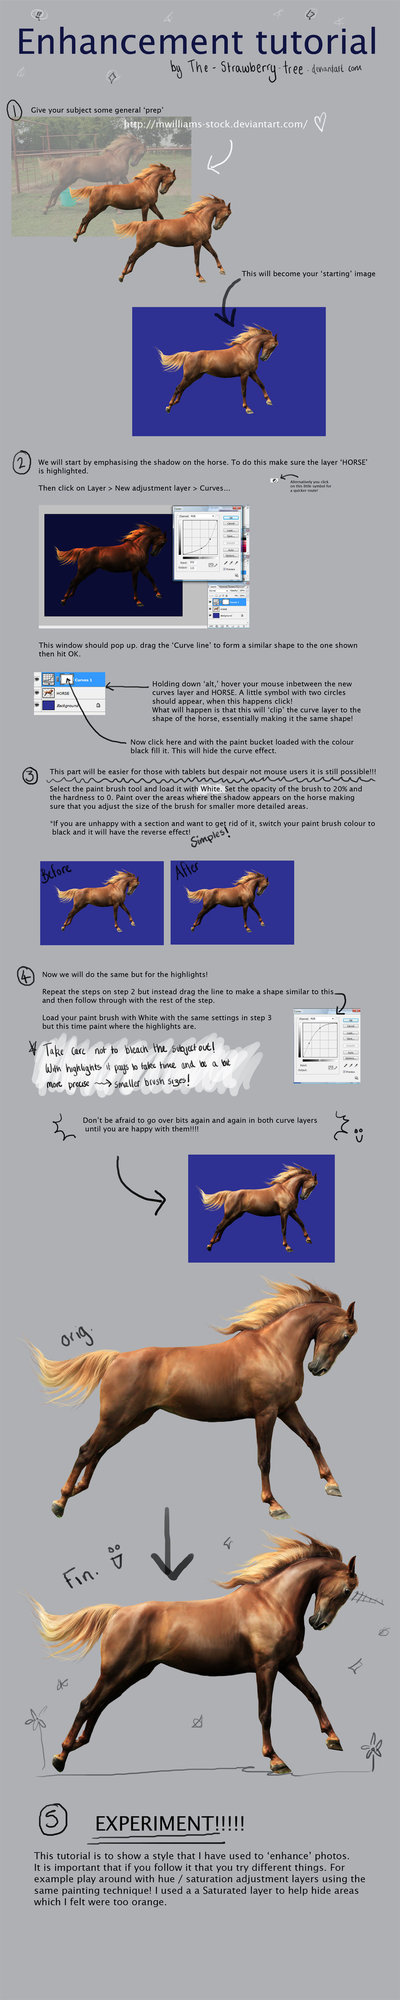 Enhancement tutorial
by The-Strawberry-tree.deviantart.com
1 Give your subject some general 'prep'
http://mwilliams-stock.deviantart.com/
This will become your 'starting' image
2 We will start by emphasising the shadow on the horse. To do this make sure the layer 'HORSE'
is highlighted.
Alternatively you click
on this little symbol for
a quicker route!
Then click on Layer > New adjustment layer > Curves...
This window should pop up. drag the 'Curve line' to form a similar shape to the one shown
then hit OK.
Curves 1
HORSE
Background
Holding down 'alt,' hover your mouse inbetween the new
curves layer and HORSE. A little symbol with two circles
should appear, when this happens click!
What will happen is that this will 'clip' the curve layer to the
shape of the horse, essentially making it the same shape!
Now click here and with the paint bucket loaded with the colour
black fill it. This will hide the curve effect.
3 This part will be easier for those with tablets but despair not mouse users it is still possible!!!
Select the paint brush tool and load it with White. Set the opacity of the brush to 20% and
the hardness to 0. Paint over the areas where the shadow appears on the horse making
sure that you adjust the size of the brush for smaller more detailed areas.
*If you are unhappy with a section and want to get rid of it, switch your paint brush colour to
black and it will have the reverse effect!
Simples!
Before
After
4 Now we will do the same but for the highlights!
Repeat the steps on step 2 but instead drag the line to make a shape similar to this
and then follow through with the rest of the step.
Load your paint brush with White with the same settings in step 3
but this time paint where the highlights are.
Take care not to bleach the subject out!
With highlights it pays to take time and be a bit
more precise smaller brush sizes!
Don't be afraid to go over bits again and again in both curve layers
until you are happy with them!!!!
orig.
Fin.
5 EXPERIMENT!!!!!
This tutorial is to show a style that I have used to 'enhance' photos.
It is important that if you follow it that you try different things. For
example play around with hue / saturation adjustment layers using the
same painting technique! I used a a Saturated layer to help hide areas
which I felt were too orange.